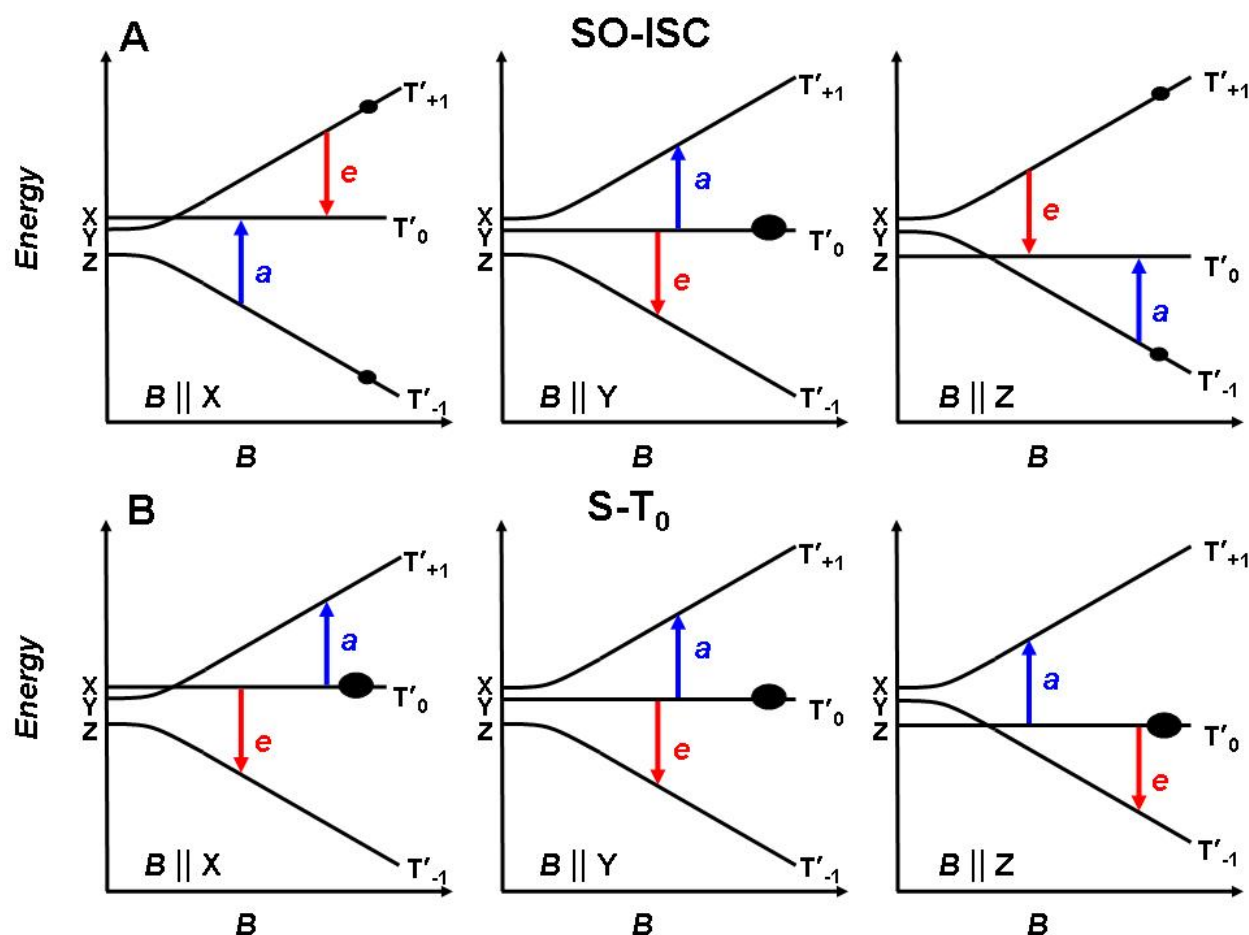 A
SO-ISC
Energy
X
Y
Z
T′+1
e
T′0
a
T′-1
B || X
B
X
Y
Z
T′+1
a
T′0
e
T′-1
B || Y
B
X
Y
Z
T′+1
e
T′0
a
T′-1
B || Z
B
B
S-T0
Energy
X
Y
Z
T′+1
a
T′0
e
T′-1
B || X
B
X
Y
Z
T′+1
a
T′0
e
T′-1
B || Y
B
X
Y
Z
T′+1
a
T′0
e
T′-1
B || Z
B